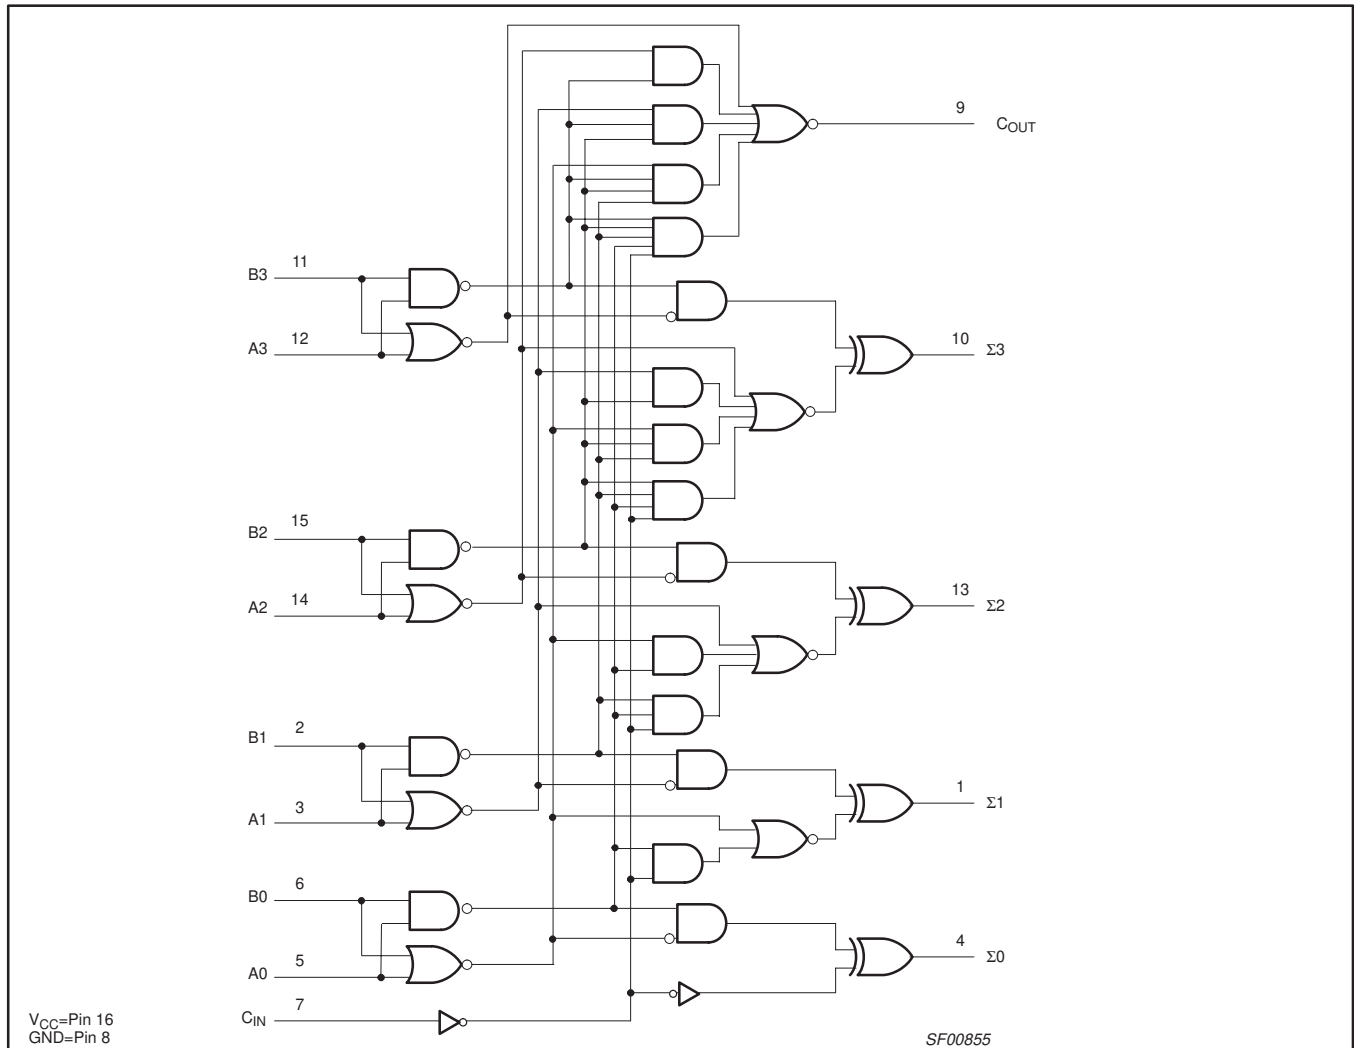 9
COUT
B3 11
A3 12
10 Σ3
B2 15
A2 14
13 Σ2
B1 2
A1 3
1 Σ1
B0 6
A0 5
4 Σ0
CIN 7
VCC=Pin 16
GND=Pin 8
SF00855